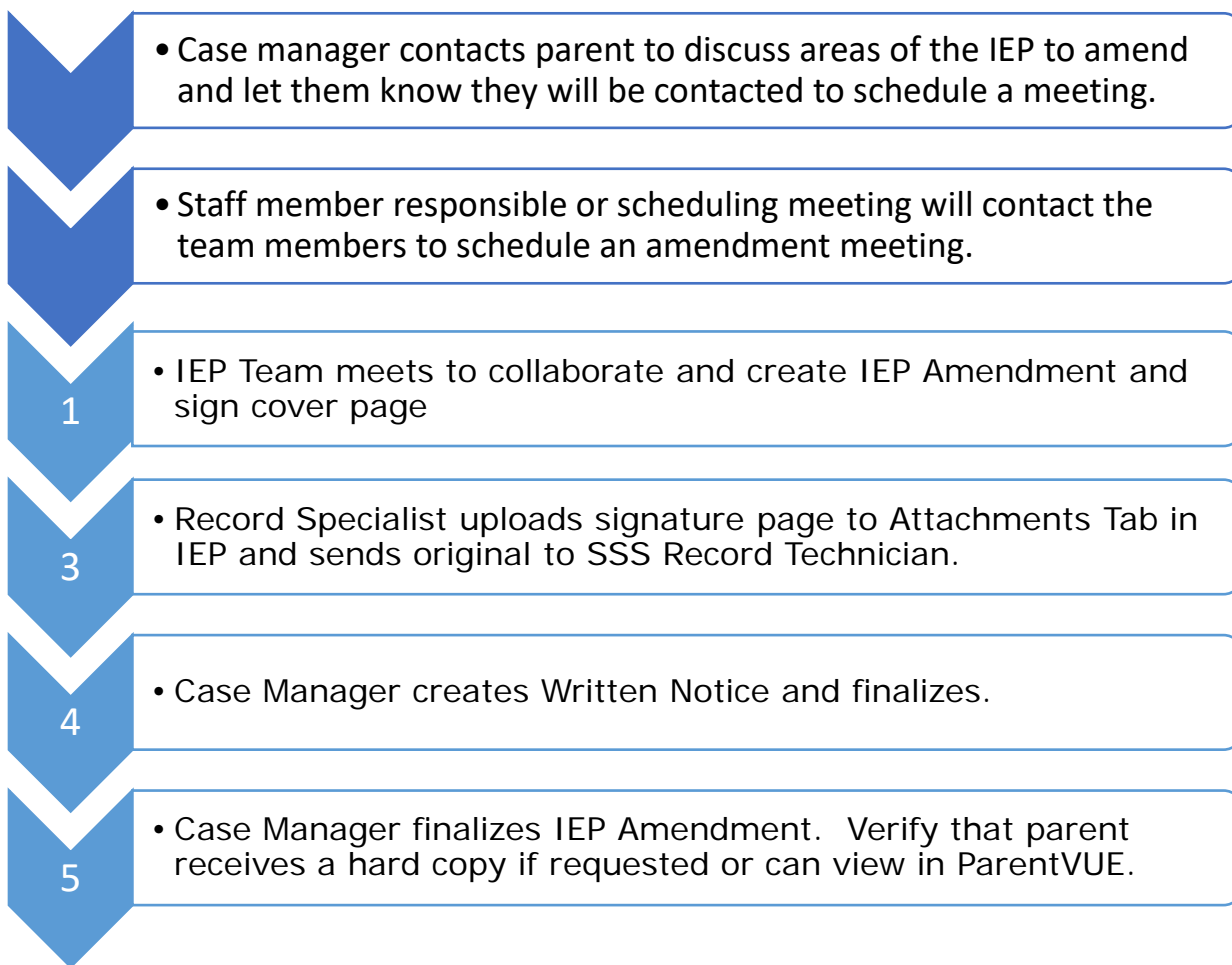 • Case manager contacts parent to discuss areas of the IEP to amend
and let them know they will be contacted to schedule a meeting.
• Staff member responsible or scheduling meeting will contact the
team members to schedule an amendment meeting.
1
• IEP Team meets to collaborate and create IEP Amendment and
sign cover page
3
• Record Specialist uploads signature page to Attachments Tab in
IEP and sends original to SSS Record Technician.
4
• Case Manager creates Written Notice and finalizes.
5
• Case Manager finalizes IEP Amendment.  Verify that parent
receives a hard copy if requested or can view in ParentVUE.